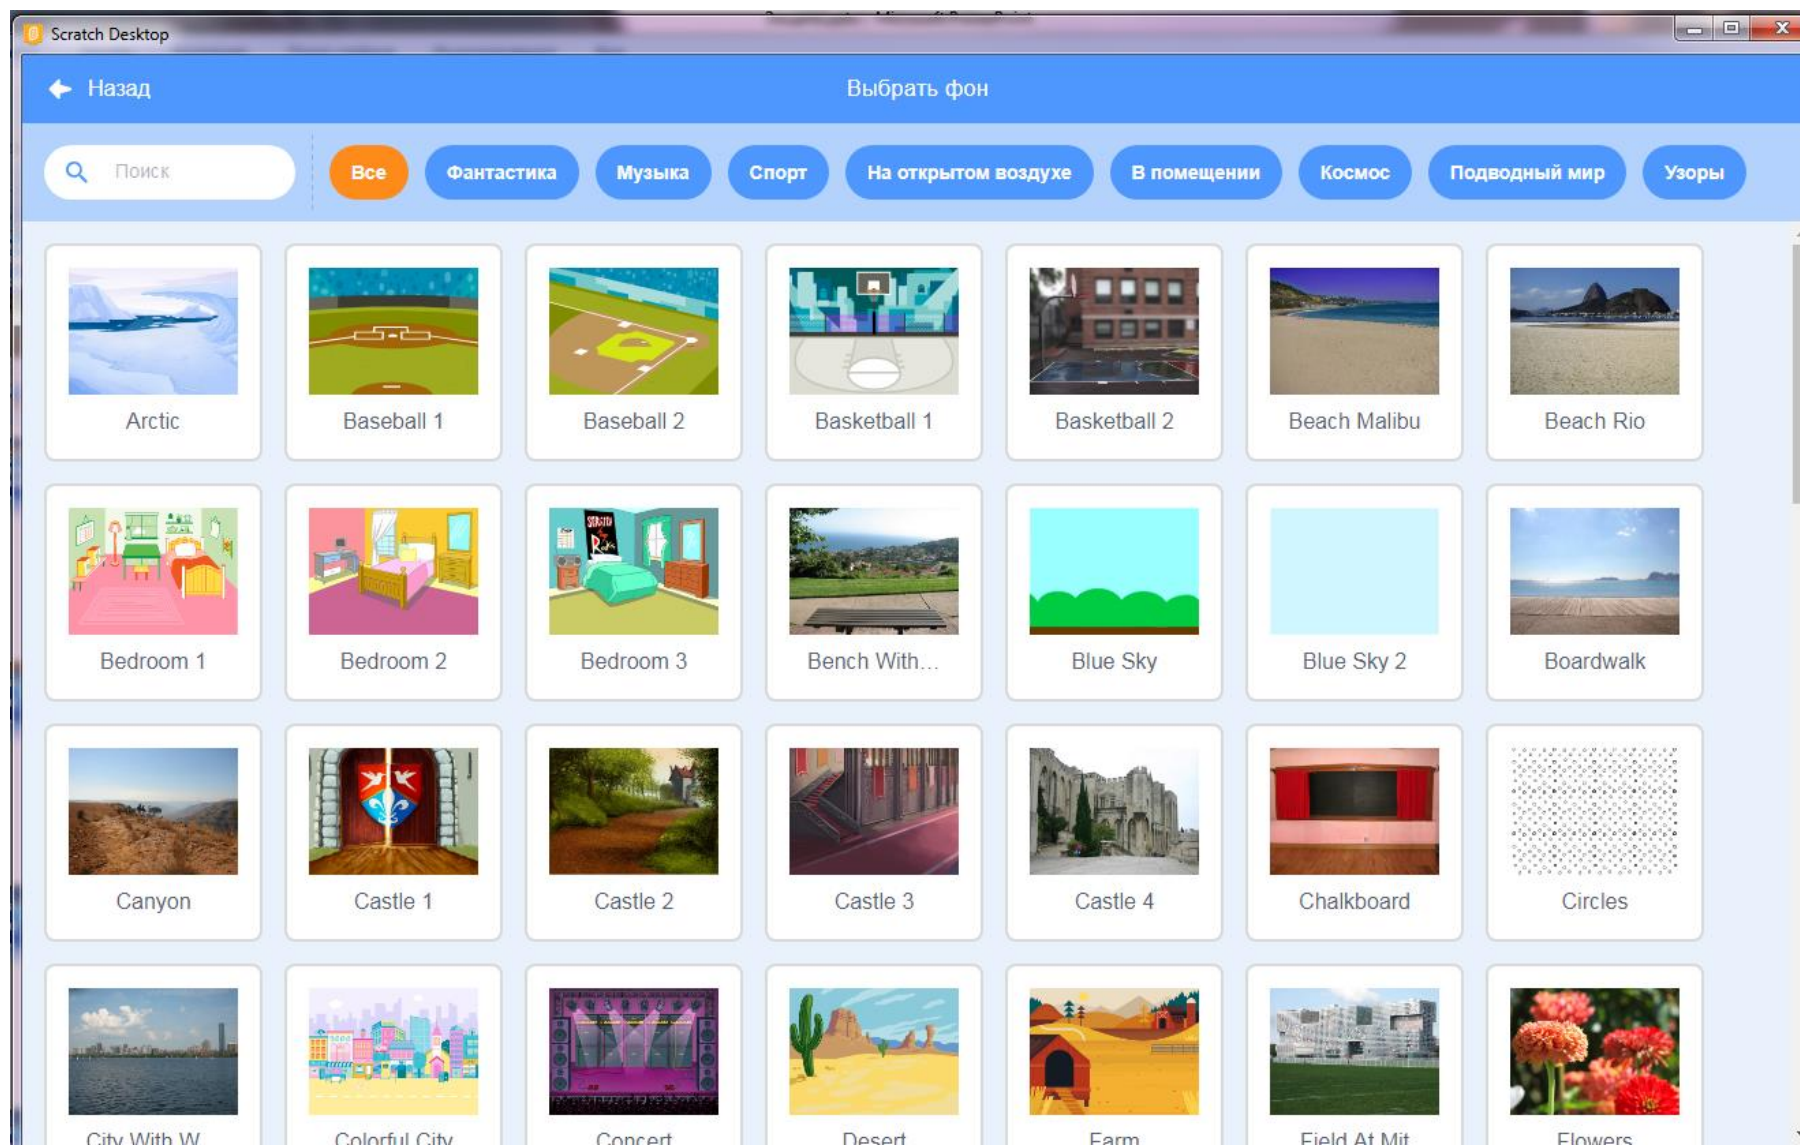 Scratch Desktop
Назад
Выбрать фон
Поиск
Все
Фантастика
Музыка
Спорт
На открытом воздухе
В помещении
Космос
Подводный мир
Узоры
Arctic
Baseball 1
Baseball 2
Basketball 1
Basketball 2
Beach Malibu
Beach Rio
Bedroom 1
Bedroom 2
Bedroom 3
Bench With...
Blue Sky
Blue Sky 2
Boardwalk
Canyon
Castle 1
Castle 2
Castle 3
Castle 4
Chalkboard
Circles
City With W...
Colorful City
Concert
Desert
Farm
Field At Mit
Flowers